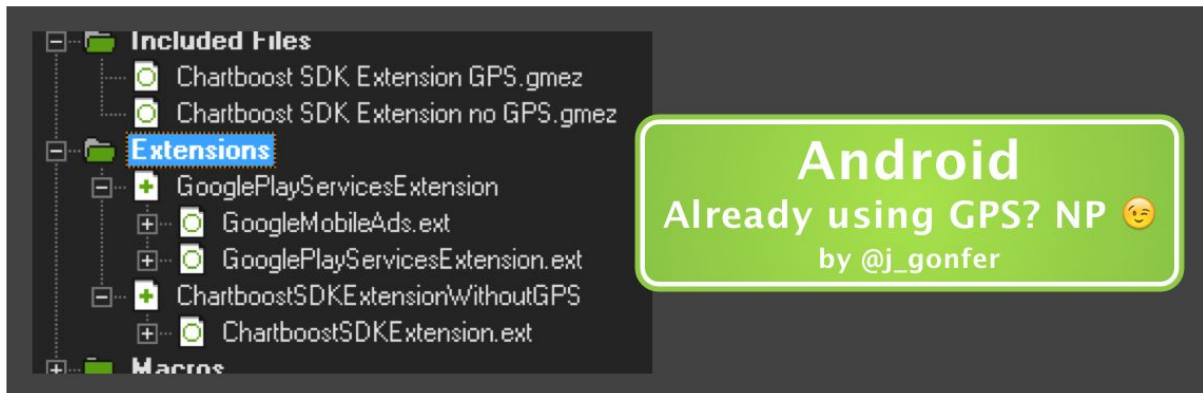 Included Files
Chartboost SDK Extension GPS.gmez
Chartboost SDK Extension no GPS.gmez
Extensions
GooglePlayServicesExtension
GoogleMobileAds.ext
GooglePlayServicesExtension.ext
ChartboostSDKExtensionWithoutGPS
ChartboostSDKExtension.ext
Macros
Android
Already using GPS? NP 😉
by @j_gonfer